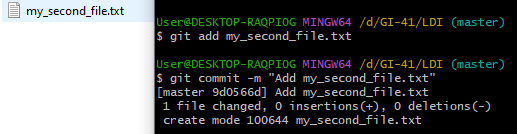 my_second_file.txt
User@DESKTOP-RAQPIOG MINGW64 /d/GI-41/LDI (master)
$ git add my_second_file.txt
User@DESKTOP-RAQPIOG MINGW64 /d/GI-41/LDI (master)
$ git commit -m "Add my_second_file.txt"
[master 9d0566d] Add my_second_file.txt
 1 file changed, 0 insertions(+), 0 deletions(-)
 create mode 100644 my_second_file.txt